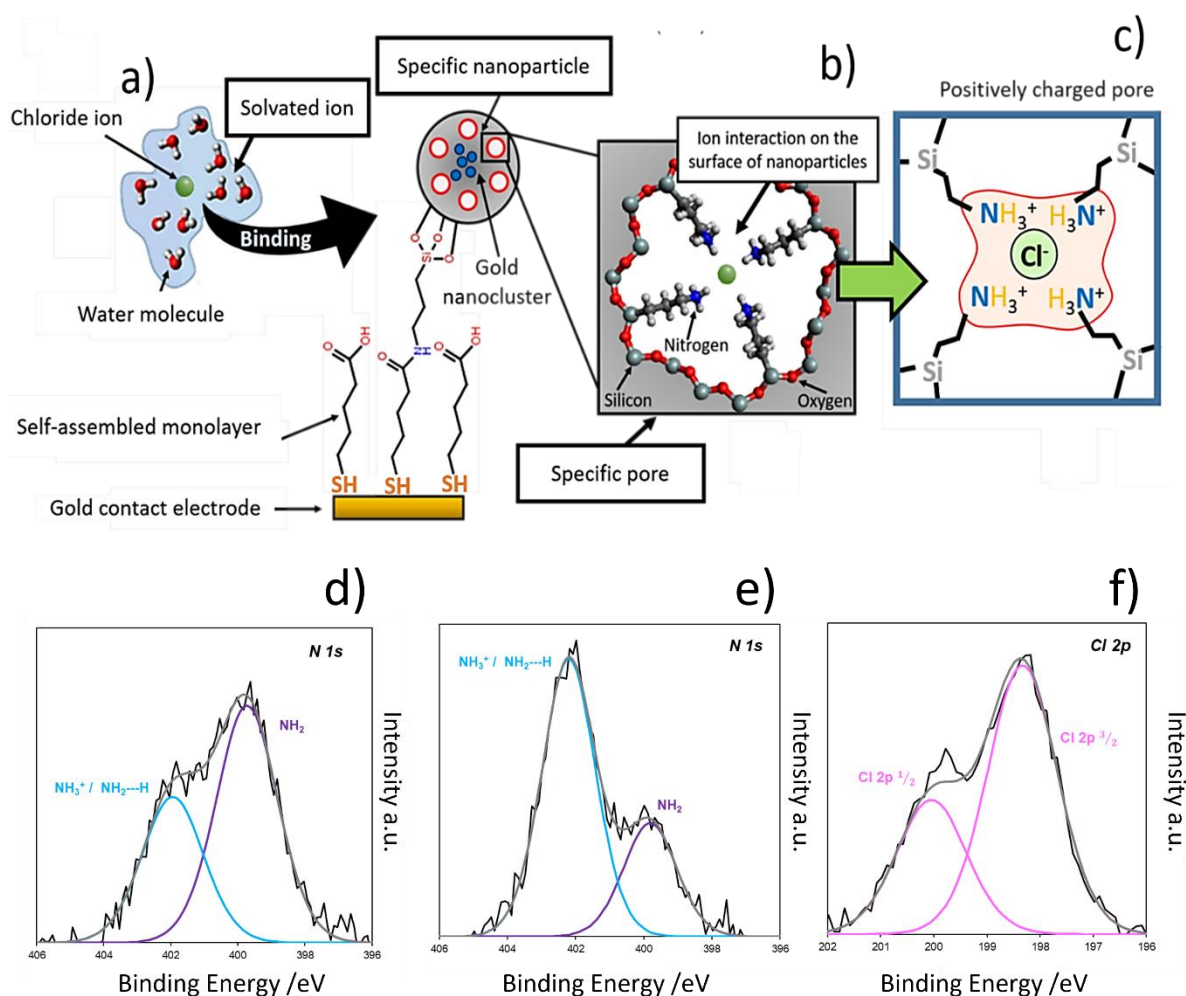 a)
Chloride ion
Solvated ion
Water molecule
Binding
Specific nanoparticle
Gold
nanocluster
Si
O
O
O
O
OH
NH
O
O
OH
Self-assembled monolayer
SH SH SH
Gold contact electrode
b)
Ion interaction on the
surface of nanoparticles
Nitrogen
Silicon
Oxygen
Specific pore
c)
Positively charged pore
Si Si
NH₃⁺ H₃N⁺
Cl⁻
NH₃⁺ H₃N⁺
Si Si
d)
N 1s
NH₃⁺ / NH₂---H
NH₂
Intensity a.u.
406 404 402 400 398 396
Binding Energy /eV
e)
N 1s
NH₃⁺ / NH₂---H
NH₂
Intensity a.u.
406 404 402 400 398 396
Binding Energy /eV
f)
Cl 2p
Cl 2p 3/2
Cl 2p 1/2
Intensity a.u.
202 201 200 199 198 197 196
Binding Energy /eV